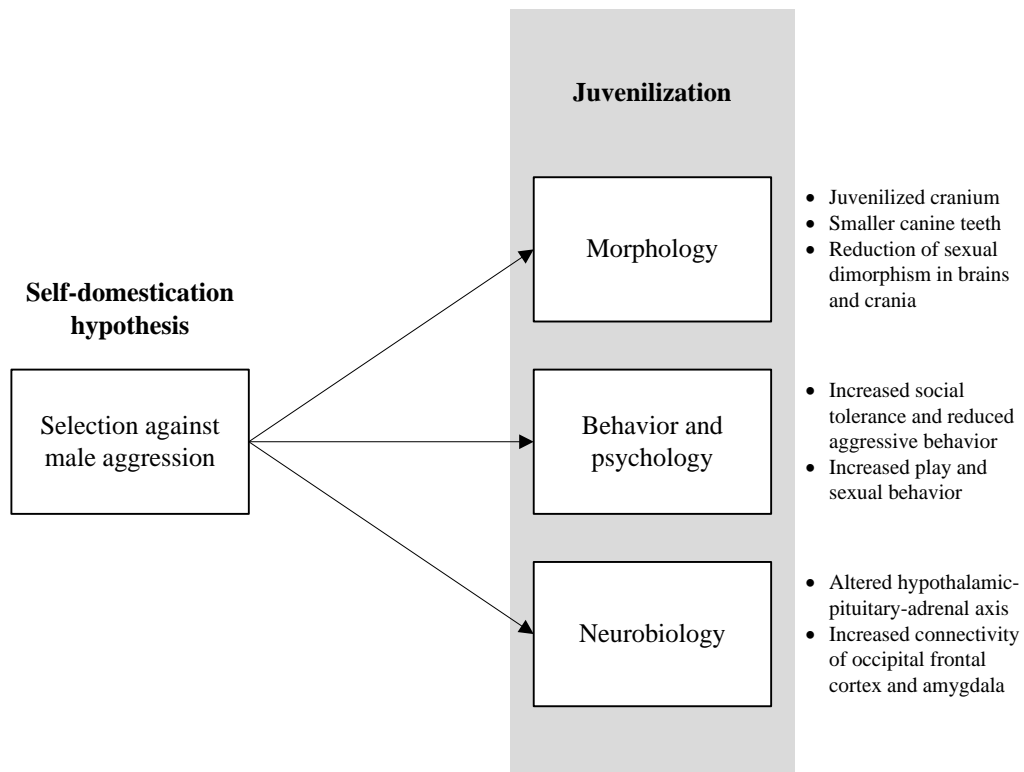 Juvenilization
Self-domestication
hypothesis
Selection against
male aggression
Morphology
• Juvenilized cranium
• Smaller canine teeth
• Reduction of sexual
dimorphism in brains
and crania
Behavior and
psychology
• Increased social
tolerance and reduced
aggressive behavior
• Increased play and
sexual behavior
Neurobiology
• Altered hypothalamic-
pituitary-adrenal axis
• Increased connectivity
of occipital frontal
cortex and amygdala